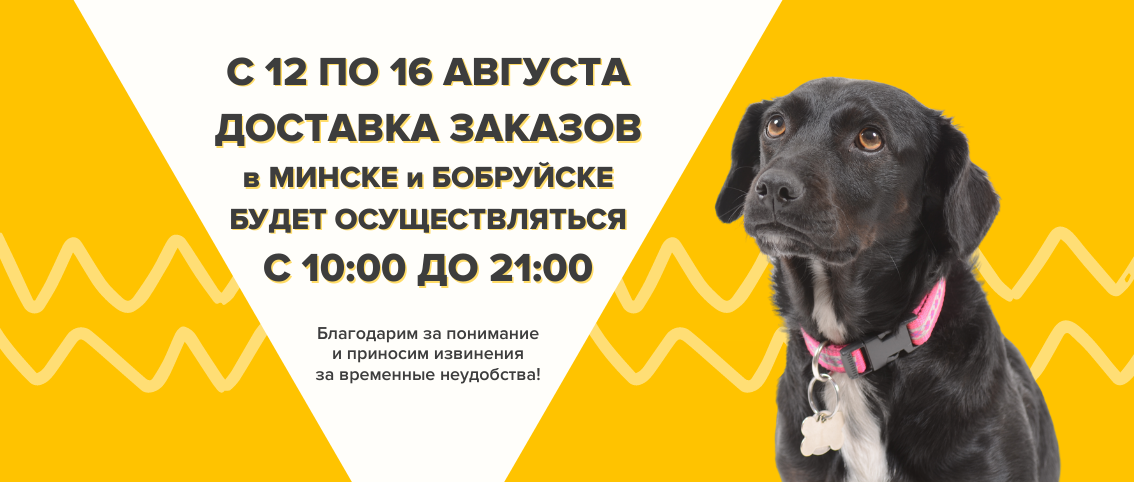 С 12 ПО 16 АВГУСТА
ДОСТАВКА ЗАКАЗОВ
в МИНСКЕ и БОБРУЙСКЕ
БУДЕТ ОСУЩЕСТВЛЯТЬСЯ
С 10:00 ДО 21:00
Благодарим за понимание
и приносим извинения
за временные неудобства!